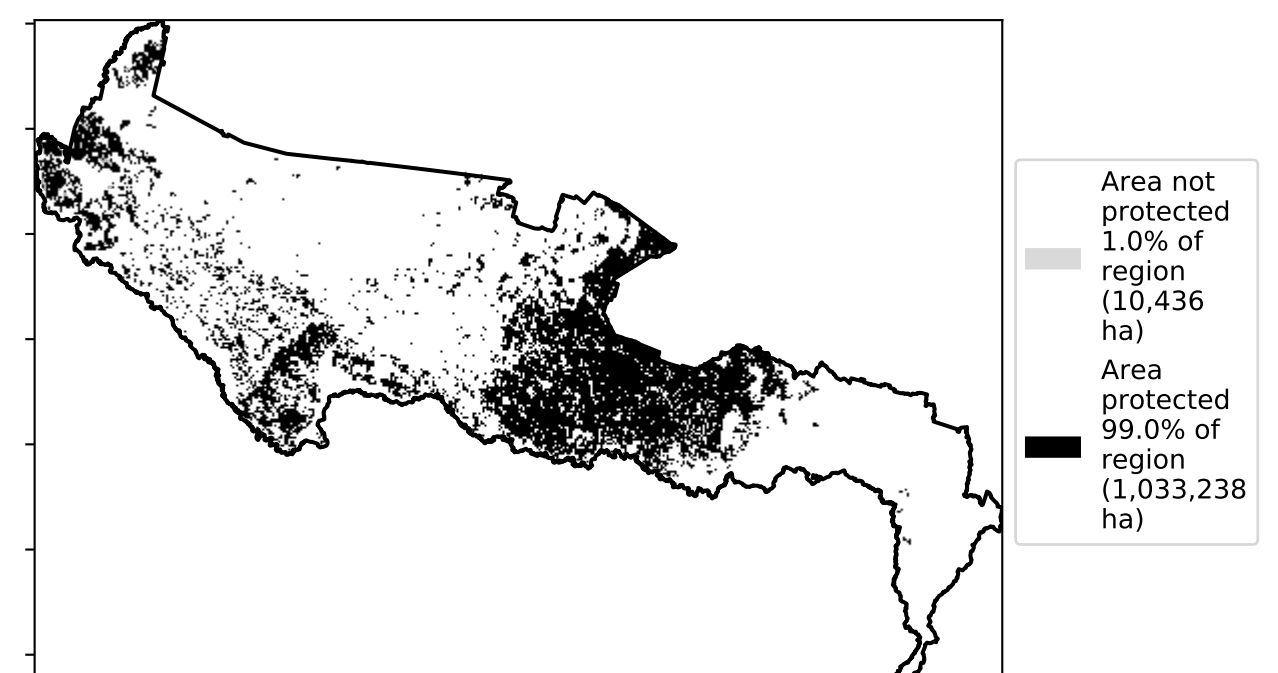 Area not
protected
1.0% of
region
(10,436
ha)
Area
protected
99.0% of
region
(1,033,238
ha)